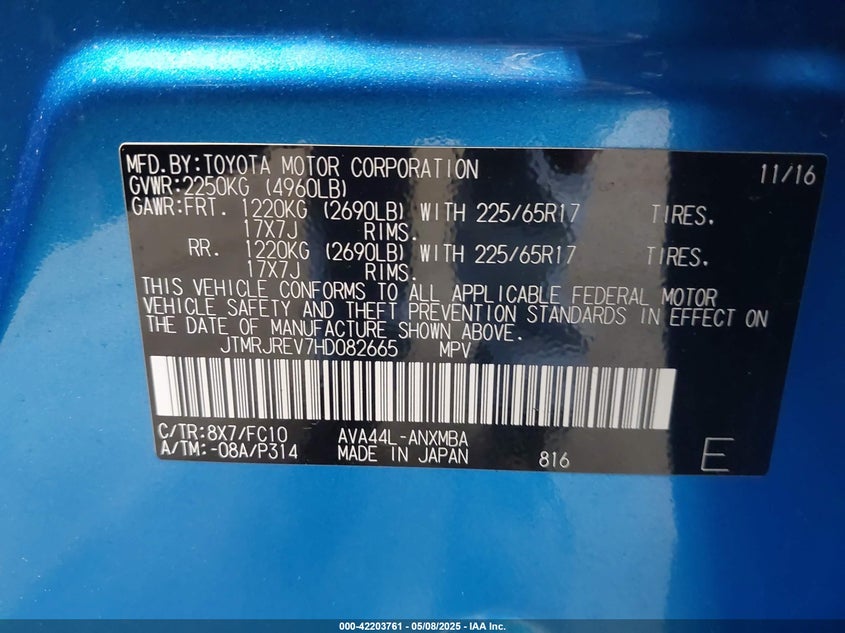 MFD.BY:TOYOTA MOTOR CORPORATION 11/16
GVWR:2250KG (4960LB)
GAWR:FRT. 1220KG (2690LB) WITH 225/65R17 TIRES.
17X7J RIMS.
RR. 1220KG (2690LB) WITH 225/65R17 TIRES.
17X7J RIMS.
THIS VEHICLE CONFORMS TO ALL APPLICABLE FEDERAL MOTOR
VEHICLE SAFETY AND THEFT PREVENTION STANDARDS IN EFFECT ON
THE DATE OF MANUFACTURE SHOWN ABOVE.
JTMRJREV7HD082665 MPV
C/TR:8X7/FC10 AVA44L-ANXMBA
A/TM:-08A/P314 MADE IN JAPAN 816 E
000-42203761 - 05/08/2025 - IAA Inc.